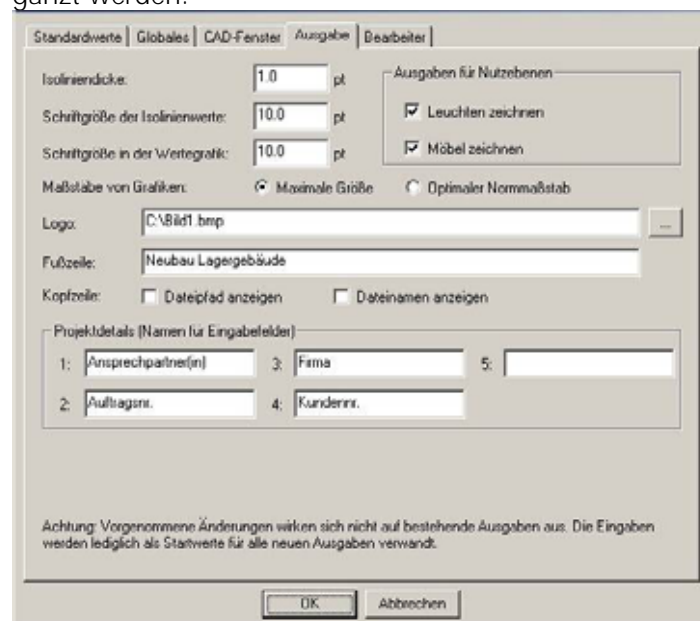 ganzt werden.
Standardwerte Globales CAD-Fenster Ausgabe Bearbeiter
Isoliniendicke: 1.0 pt Ausgaben für Nutzebenen
Schriftgröße der Isolinienwerte: 10.0 pt Leuchten zeichnen
Schriftgröße in der Wertegrafik: 10.0 pt Möbel zeichnen
Maßstäbe von Grafiken: Maximale Größe Optimaler Normmaßstab
Logo: C:\Bild1.bmp ...
Fußzeile: Neubau Lagergebäude
Kopfzeile: Dateipfad anzeigen Dateinamen anzeigen
Projektdetails (Namen für Eingabefelder)
1: Ansprechpartner(in) 3: Firma 5:
2: Auftragsnr. 4: Kundennr.
Achtung: Vorgenommene Änderungen wirken sich nicht auf bestehende Ausgaben aus. Die Eingaben
werden lediglich als Startwerte für alle neuen Ausgaben verwandt.
OK Abbrechen